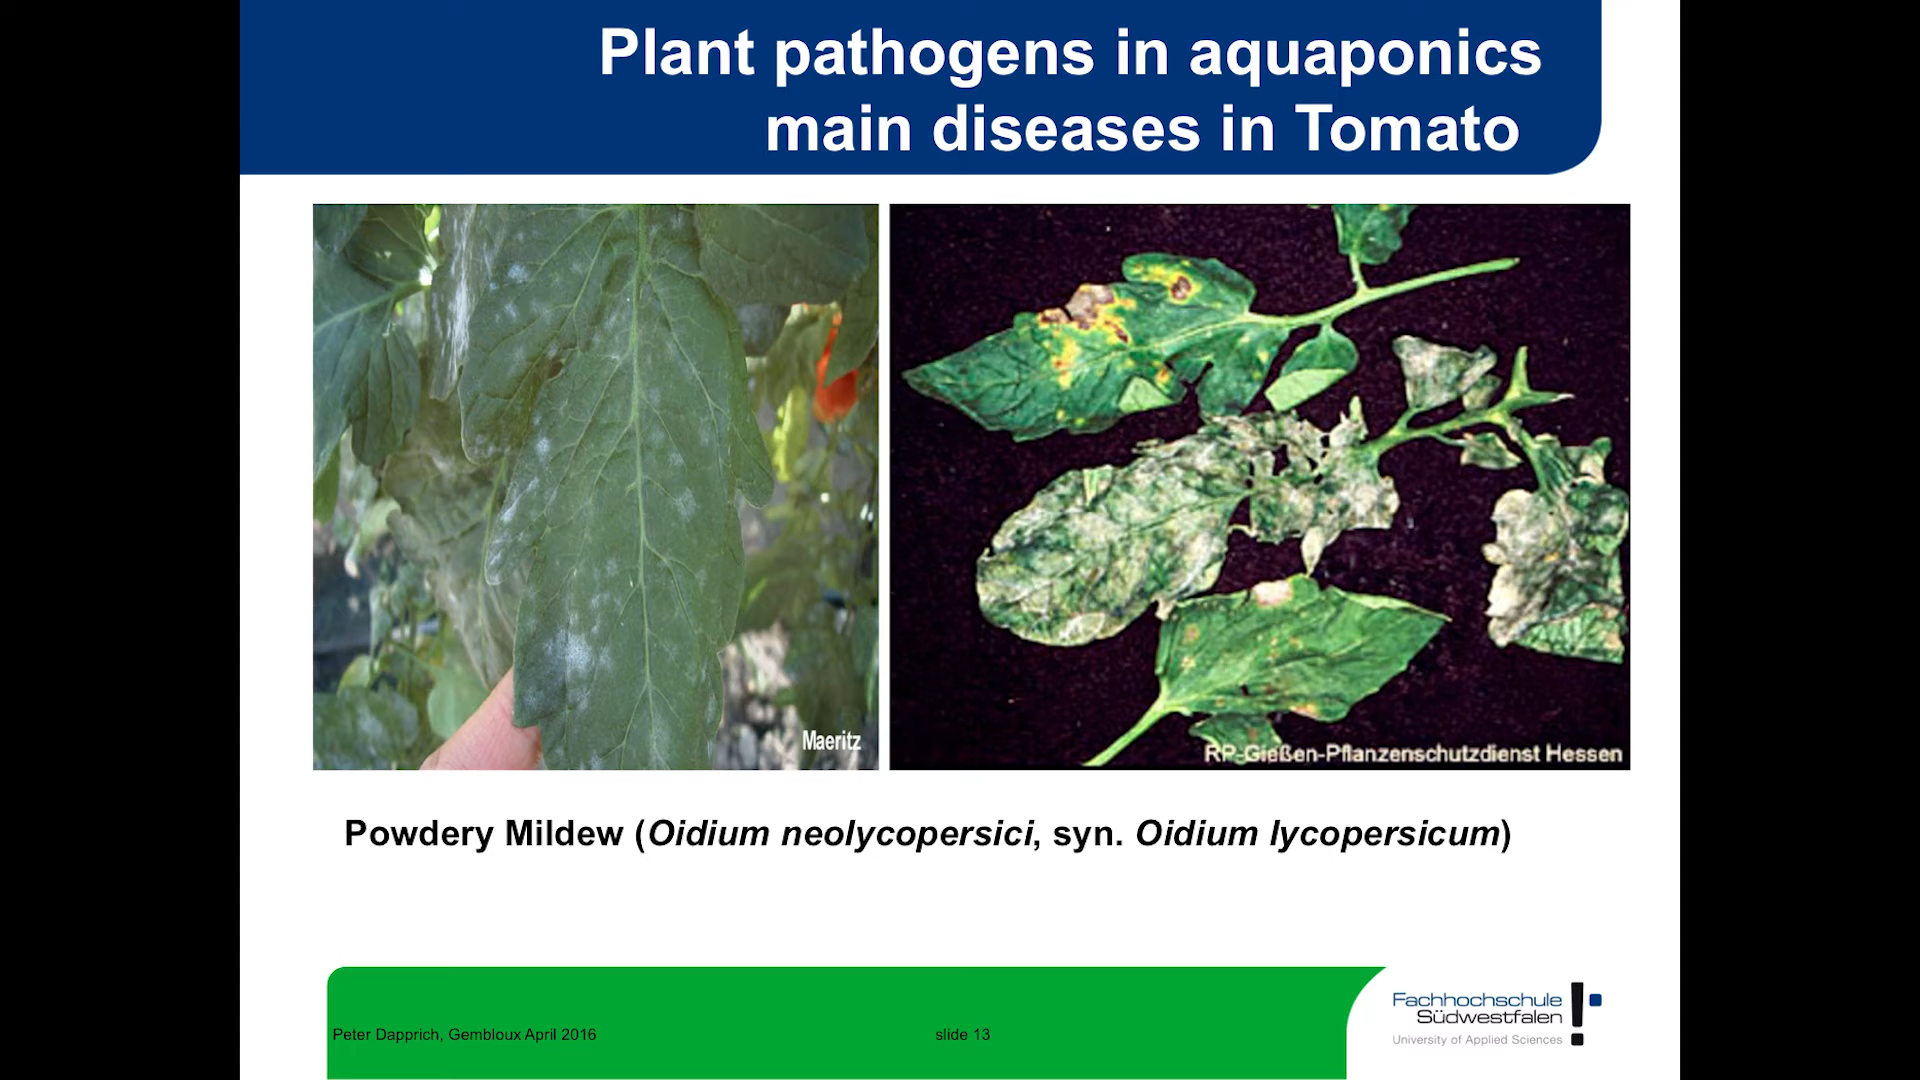 Plant pathogens in aquaponics
main diseases in Tomato
Maeritz
RP-Gießen-Pflanzenschutzdienst Hessen
Powdery Mildew (Oidium neolycopersici, syn. Oidium lycopersicum)
Peter Dapprich, Gembloux April 2016
slide 13
Fachhochschule
Südwestfalen
University of Applied Sciences